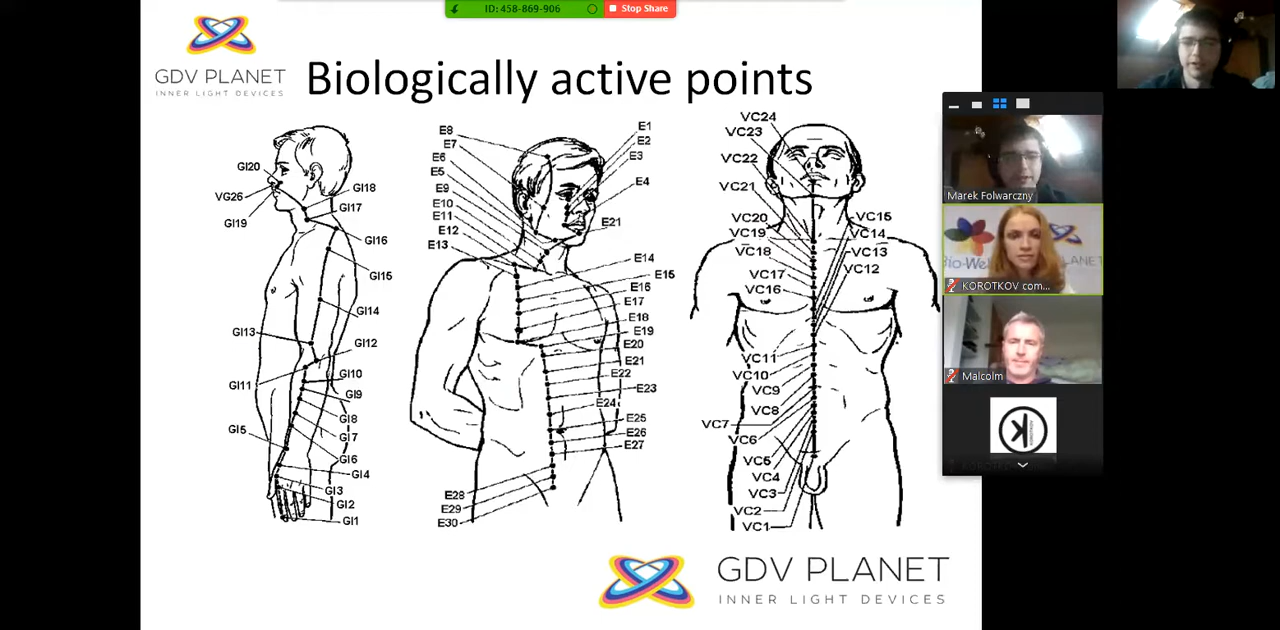 ID: 458-869-906
Stop Share
GDV PLANET
INNER LIGHT DEVICES
Biologically active points
GI20
VG26
GI19
GI18
GI17
GI16
GI15
GI14
GI13
GI12
GI11
GI10
GI9
GI8
GI7
GI5
GI6
GI4
GI3
GI2
GI1
E8
E7
E6
E5
E9
E10
E11
E12
E13
E1
E2
E3
E4
E21
E14
E15
E16
E17
E18
E19
E20
E21
E22
E23
E24
E25
E26
E27
E28
E29
E30
VC24
VC23
VC22
VC21
VC20
VC19
VC18
VC17
VC16
VC15
VC14
VC13
VC12
VC11
VC10
VC9
VC8
VC7
VC6
VC5
VC4
VC3
VC2
VC1
GDV PLANET
INNER LIGHT DEVICES
Marek Folwarczny
Bio-We
KOROTKOV com...
Malcolm